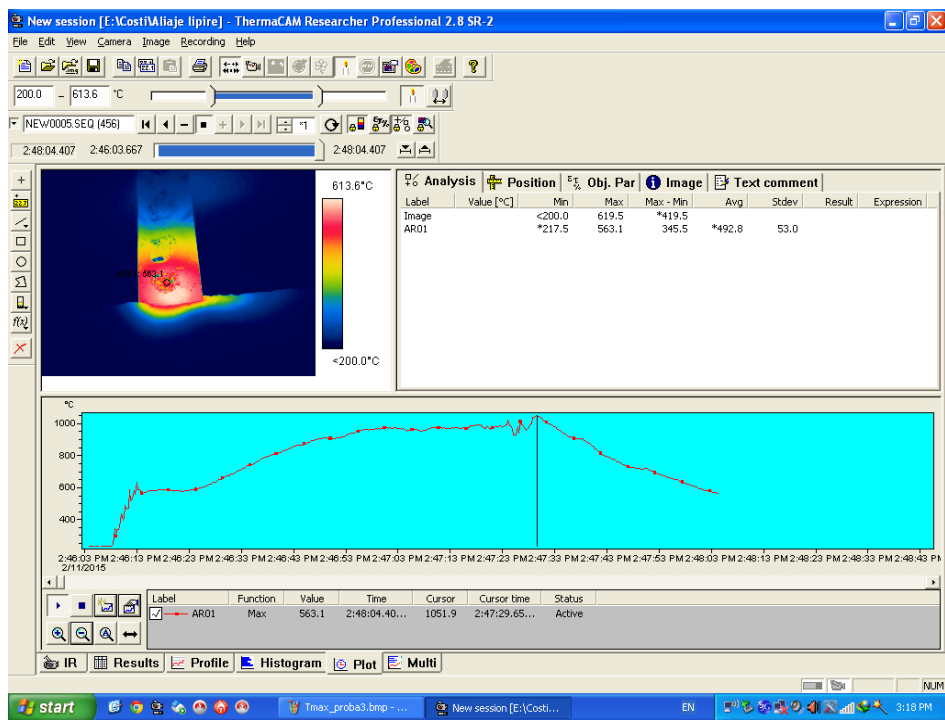 New session [E:\Costi\Aliaje lipire] - ThermaCAM Researcher Professional 2.8 SR-2
File Edit View Camera Image Recording Help
200.0 - 613.6 °C
NEW0005.SEQ (456) *1
2:48:04.407 2:46:03.667 2:48:04.407
613.6°C
563.1
<200.0°C
Analysis Position Obj. Par Image Text comment
Label Value [°C] Min Max Max - Min Avg Stdev Result Expression
Image <200.0 619.5 *419.5
AR01 *217.5 563.1 345.5 *492.8 53.0
°C
1000
800
600
400
2:46:03 PM 2:46:13 PM 2:46:23 PM 2:46:33 PM 2:46:43 PM 2:46:53 PM 2:47:03 PM 2:47:13 PM 2:47:23 PM 2:47:33 PM 2:47:43 PM 2:47:53 PM 2:48:03 PM 2:48:13 PM 2:48:23 PM 2:48:33 PM 2:48:43 PM
2/11/2015
Label Function Value Time Cursor Cursor time Status
AR01 Max 563.1 2:48:04.40... 1051.9 2:47:29.65... Active
IR Results Profile Histogram Plot Multi
NUM
start Tmax_proba3.bmp - ... New session [E:\Costi... EN 3:18 PM